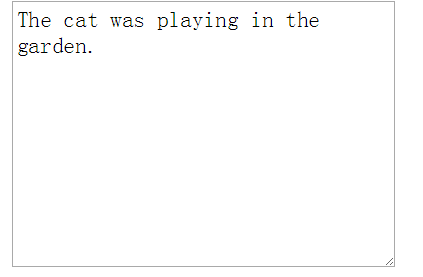 The cat was playing in the
garden.